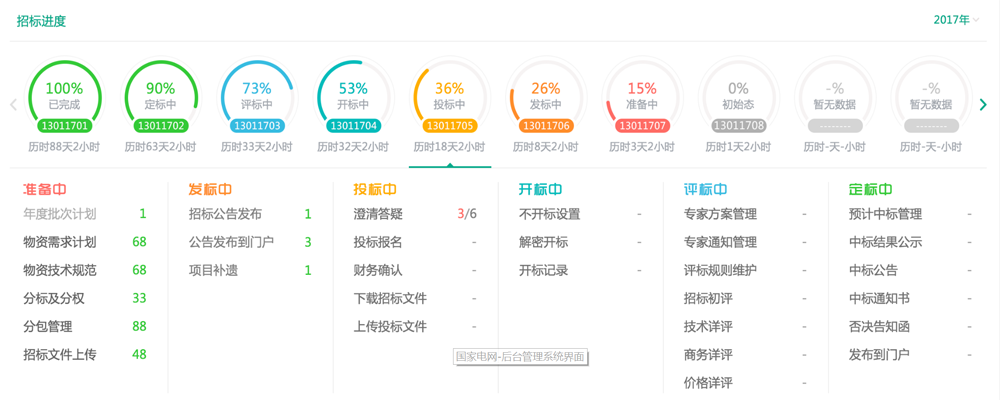 招标进度
2017年
100% 90% 73% 53% 36% 26% 15% 0% -% -%
已完成 定标中 评标中 开标中 投标中 发标中 准备中 初始态 暂无数据 暂无数据
13011701 13011702 13011703 13011704 13011705 13011706 13011707 13011708 -------- --------
历时88天2小时 历时63天2小时 历时33天2小时 历时32天2小时 历时18天2小时 历时8天2小时 历时3天2小时 历时1天2小时 历时-天-小时 历时-天-小时
准备中
年度批次计划 1
物资需求计划 68
物资技术规范 68
分标及分权 33
分包管理 88
招标文件上传 48
发标中
招标公告发布 1
公告发布到门户 3
项目补遗 1
投标中
澄清答疑 3/6
投标报名 -
财务确认 -
下载招标文件 -
上传投标文件 -
开标中
不开标设置 -
解密开标 -
开标记录 -
评标中
专家方案管理 -
专家通知管理 -
评标规则维护 -
招标初评 -
技术详评 -
商务详评 -
价格详评 -
定标中
预计中标管理 -
中标结果公示 -
中标公告 -
中标通知书 -
否决告知函 -
发布到门户 -
国家电网-后台管理系统界面